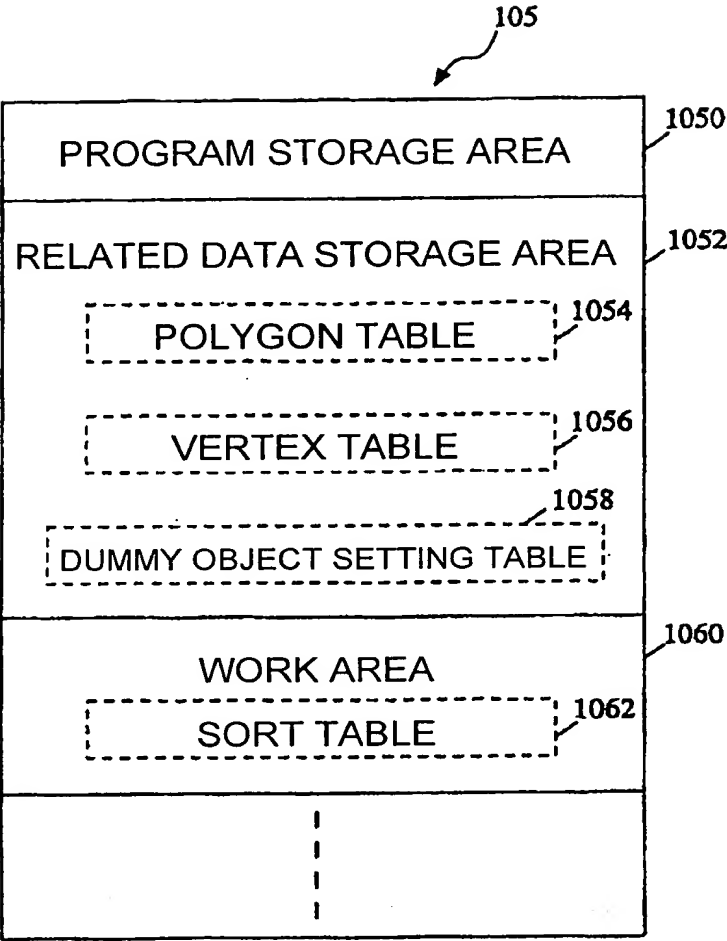 105
1050
PROGRAM STORAGE AREA
1052
RELATED DATA STORAGE AREA
1054
POLYGON TABLE
1056
VERTEX TABLE
1058
DUMMY OBJECT SETTING TABLE
1060
WORK AREA
1062
SORT TABLE